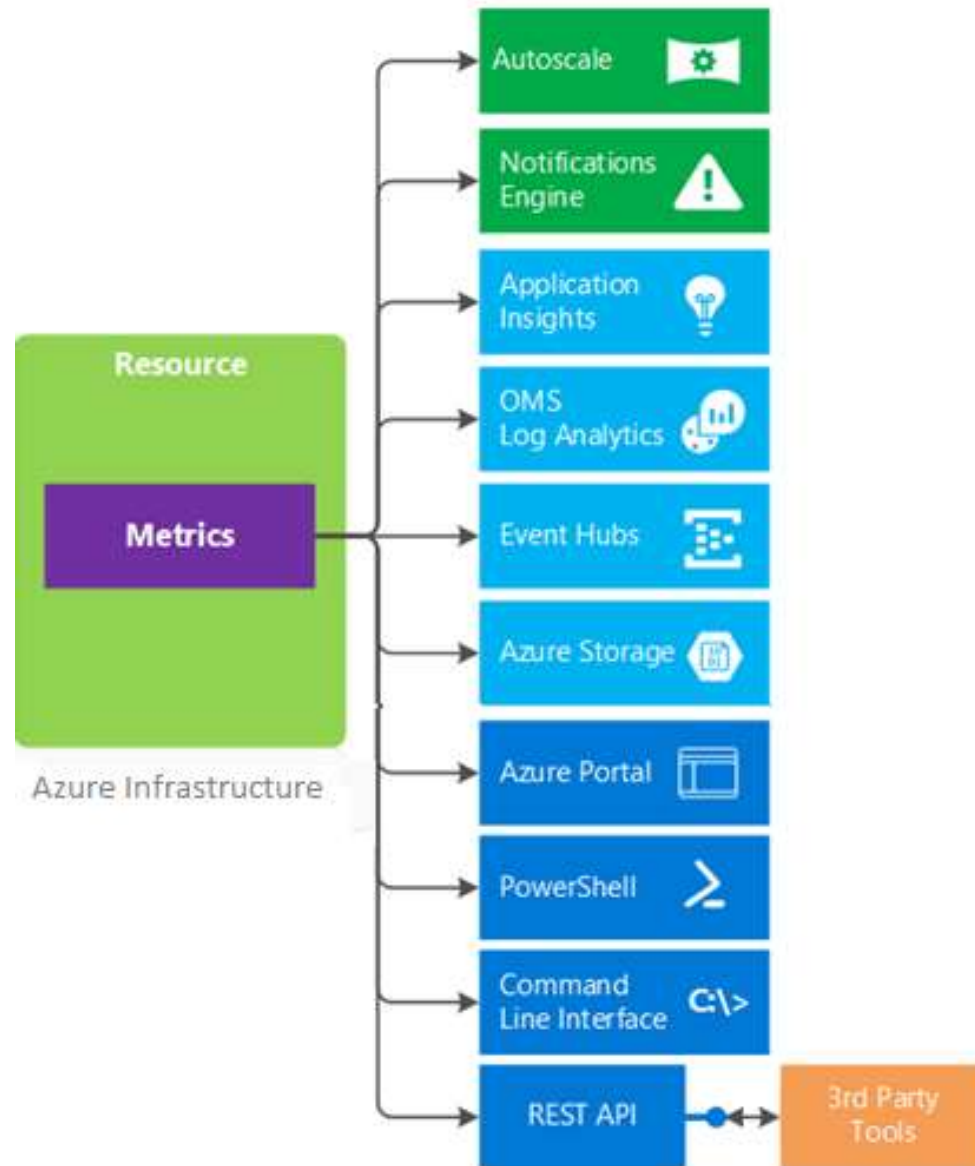 Autoscale
Notifications
Engine
Application
Insights
Resource
OMS
Log Analytics
Metrics
Event Hubs
Azure Storage
Azure Portal
Azure Infrastructure
PowerShell
Command
Line Interface
C:\>
REST API
3rd Party
Tools